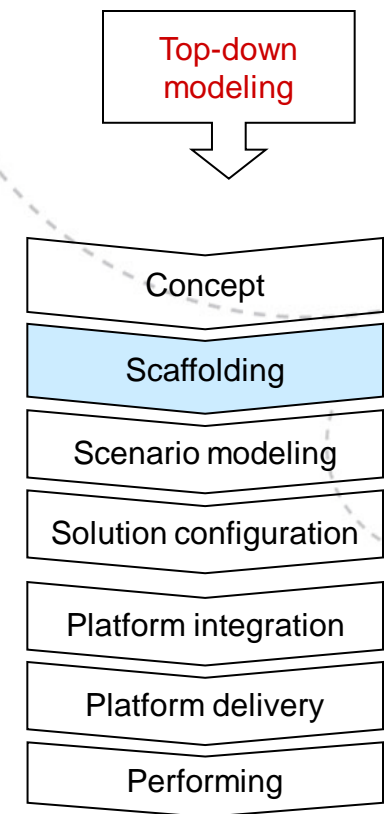 Top-down
modeling
Concept
Scaffolding
Scenario modeling
Solution configuration
Platform integration
Platform delivery
Performing